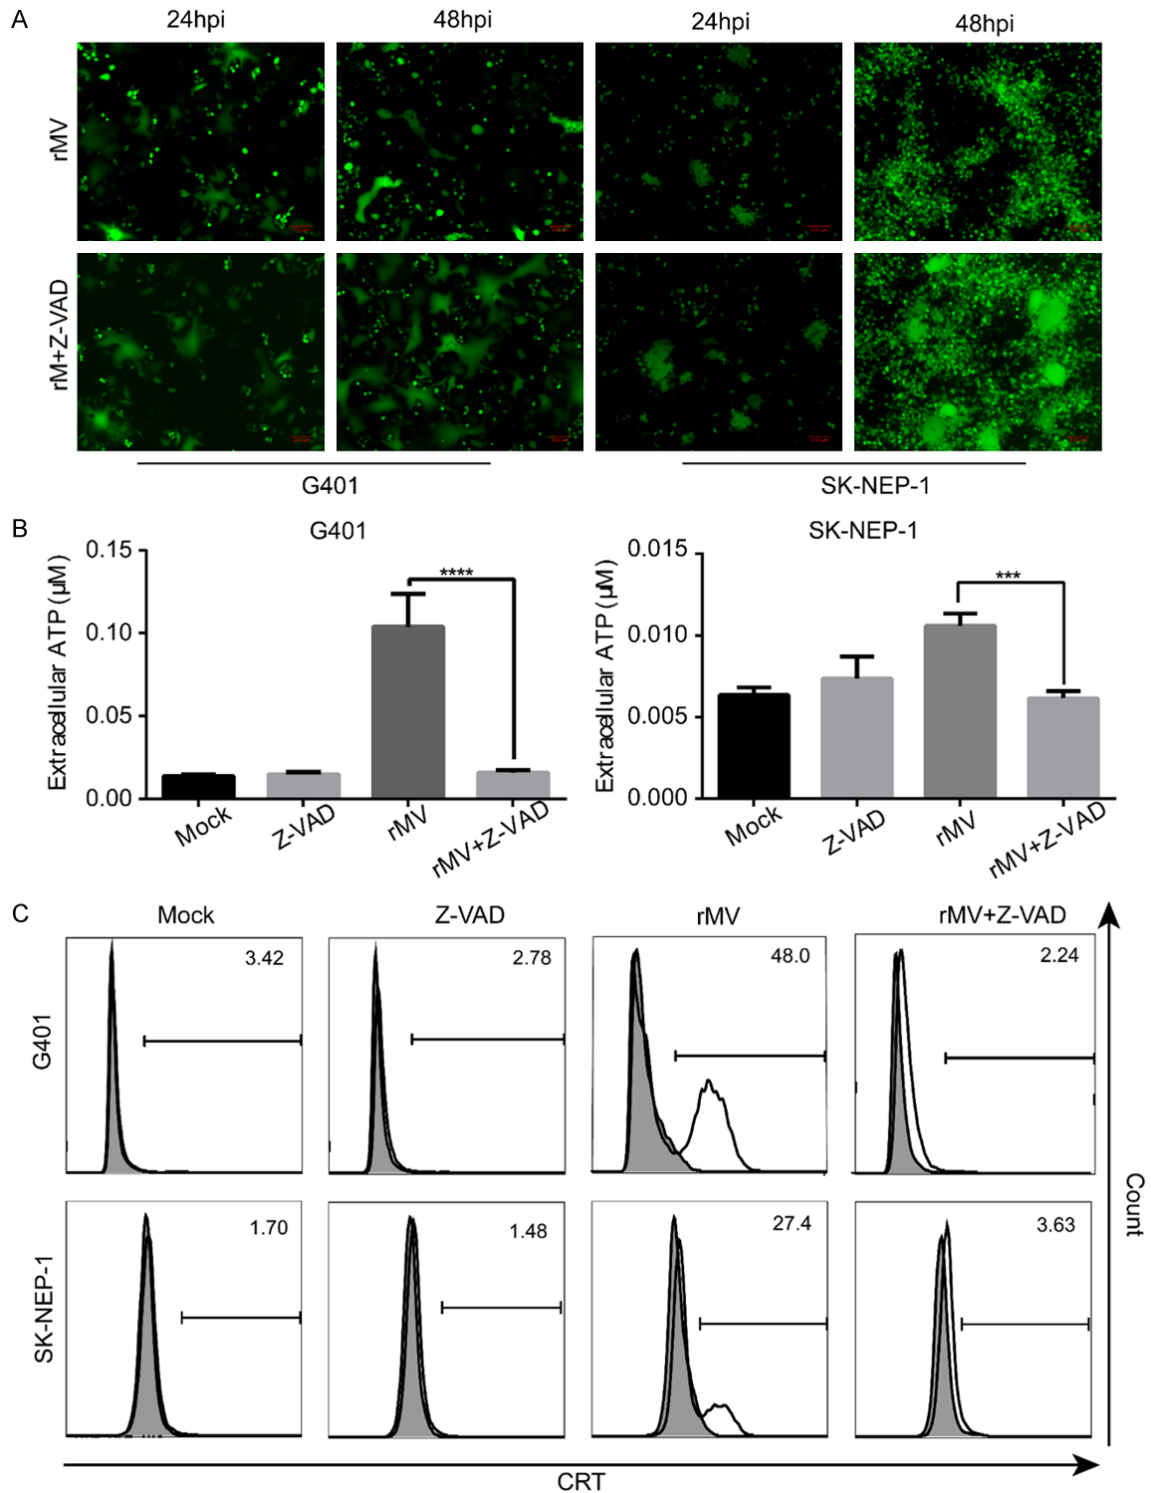 A
24hpi 48hpi 24hpi 48hpi
rMV
rM+Z-VAD
G401 SK-NEP-1
B
G401 SK-NEP-1
Extracellular ATP (μM)
0.15
0.10
0.05
0.00
Mock Z-VAD rMV rMV+Z-VAD
****
Extracellular ATP (μM)
0.015
0.010
0.005
0.000
Mock Z-VAD rMV rMV+Z-VAD
***
C
Mock Z-VAD rMV rMV+Z-VAD
G401
3.42 2.78 48.0 2.24
SK-NEP-1
1.70 1.48 27.4 3.63
Count
CRT